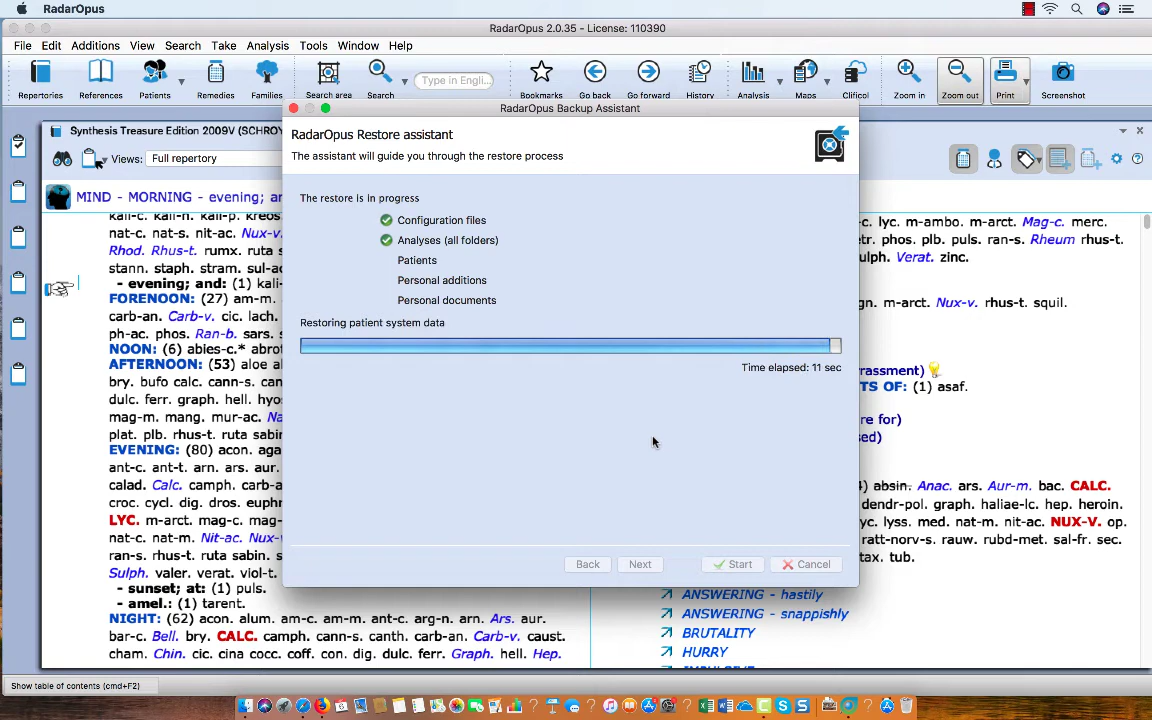 RadarOpus
RadarOpus 2.0.35 - License: 110390
File Edit Additions View Search Take Analysis Tools Window Help
Type in Engli...
Repertories References Patients Remedies Families Search area Search Bookmarks Go back Go forward History Analysis Maps Clificol Zoom in Zoom out Print Screenshot
RadarOpus Backup Assistant
Synthesis Treasure Edition 2009V (SCHROY
Views: Full repertory
MIND - MORNING - evening; an
kali-c. kali-n. kali-p. kreos
nat-c. nat-s. nit-ac. Nux-v.
Rhod. Rhus-t. rumx. ruta s
stann. staph. stram. sul-ac
- evening; and: (1) kali-
FORENOON: (27) am-m.
carb-an. Carb-v. cic. lach.
ph-ac. phos. Ran-b. sars. s
NOON: (6) abies-c.* abrot
AFTERNOON: (53) aloe al
bry. bufo calc. cann-s. cant
dulc. ferr. graph. hell. hyos
mag-m. mang. mur-ac. Na
plat. plb. rhus-t. ruta sabin
EVENING: (80) acon. aga
ant-c. ant-t. arn. ars. aur.
calad. Calc. camph. carb-a
croc. cycl. dig. dros. euphr
LYC. m-arct. mag-c. mag-
nat-c. nat-m. Nit-ac. Nux-
ran-s. rhus-t. ruta sabin. s
Sulph. valer. verat. viol-t.
- sunset; at: (1) puls.
- amel.: (1) tarent.
NIGHT: (62) acon. alum. am-c. am-m. ant-c. arg-n. arn. Ars. aur.
bar-c. Bell. bry. CALC. camph. cann-s. canth. carb-an. Carb-v. caust.
cham. Chin. cic. cina cocc. coff. con. dig. dulc. ferr. Graph. hell. Hep.
RadarOpus Restore assistant
The assistant will guide you through the restore process
The restore is in progress
Configuration files
Analyses (all folders)
Patients
Personal additions
Personal documents
Restoring patient system data
Time elapsed: 11 sec
Back Next Start Cancel
-c. lyc. m-ambo. m-arct. Mag-c. merc.
etr. phos. plb. puls. ran-s. Rheum rhus-t.
ulph. Verat. zinc.
gn. m-arct. Nux-v. rhus-t. squil.
arrassment)
TS OF: (1) asaf.
re for)
sed)
4) absin. Anac. ars. Aur-m. bac. CALC.
dendr-pol. graph. haliae-lc. hep. heroin.
yc. lyss. med. nat-m. nit-ac. NUX-V. op.
ratt-norv-s. rauw. rubd-met. sal-fr. sec.
tax. tub.
ANSWERING - hastily
ANSWERING - snappishly
BRUTALITY
HURRY
Show table of contents (cmd+F2)